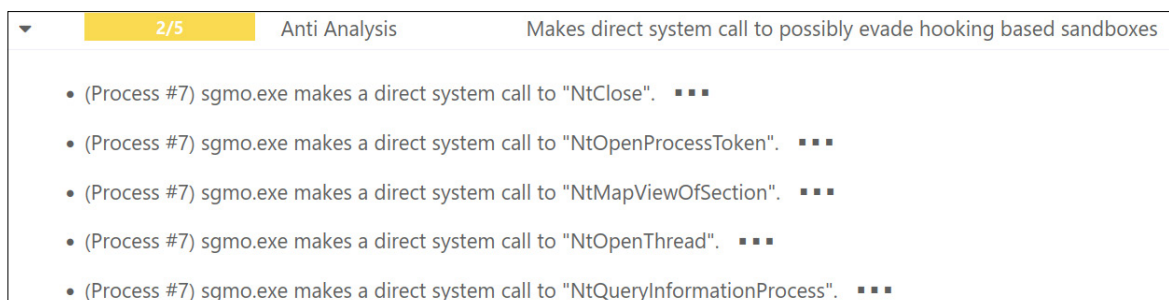 2/5 Anti Analysis Makes direct system call to possibly evade hooking based sandboxes
• (Process #7) sgmo.exe makes a direct system call to "NtClose".
• (Process #7) sgmo.exe makes a direct system call to "NtOpenProcessToken".
• (Process #7) sgmo.exe makes a direct system call to "NtMapViewOfSection".
• (Process #7) sgmo.exe makes a direct system call to "NtOpenThread".
• (Process #7) sgmo.exe makes a direct system call to "NtQueryInformationProcess".